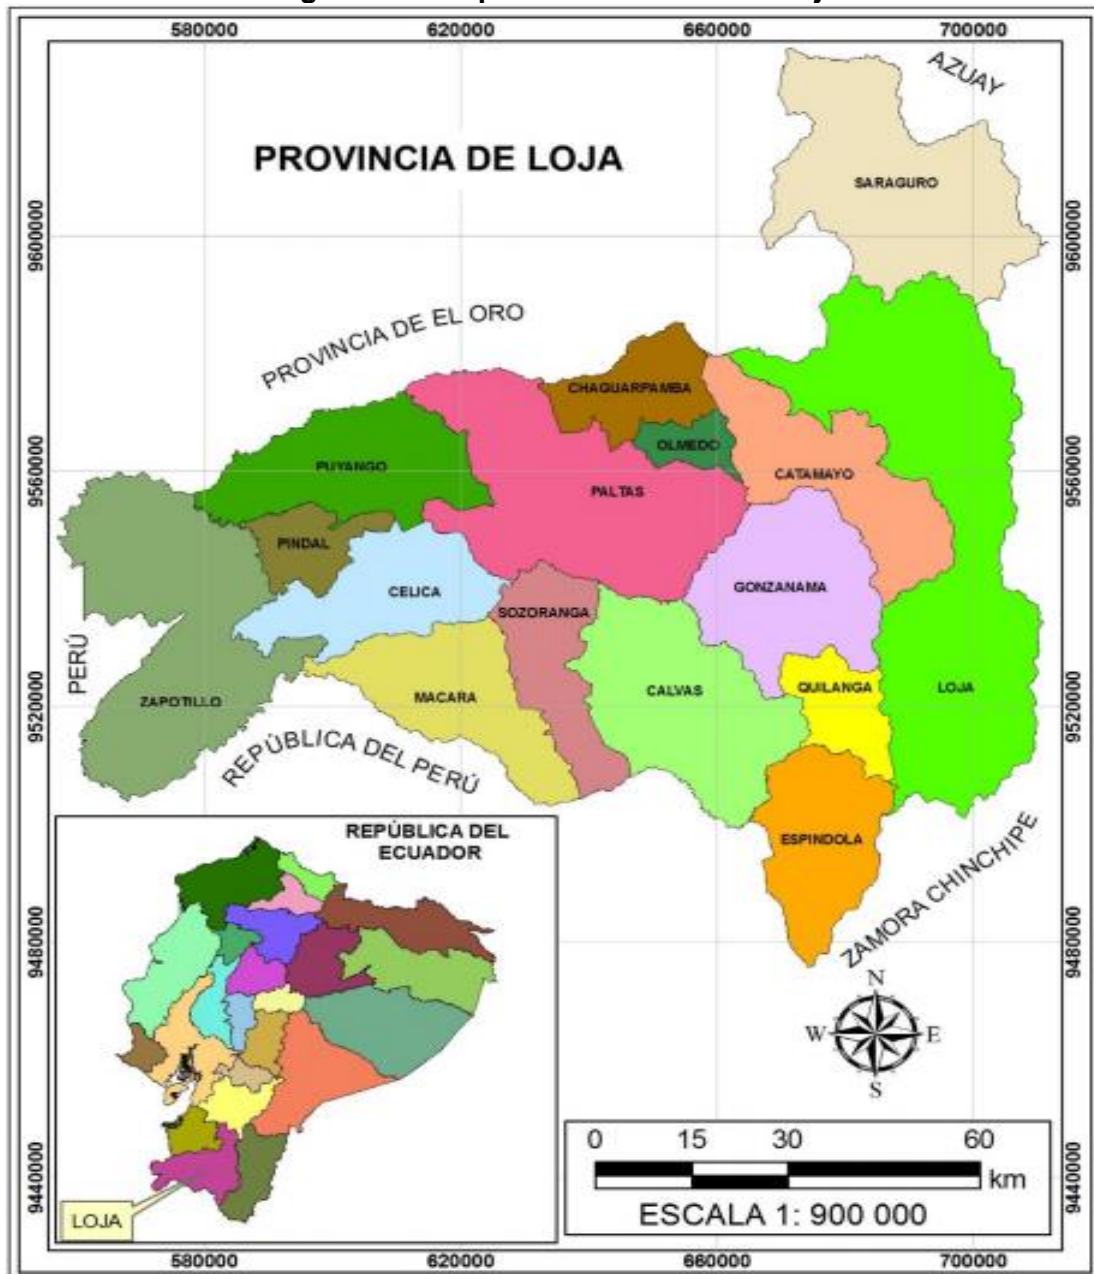 580000 620000 660000 700000
AZUAY
PROVINCIA DE LOJA
SARAGURO
9600000 9600000
PROVINCIA DE EL ORO
CHAGUARPAMBA
OLMEDO
PUYANGO
CATAMAYO
9560000 9560000
PALTAS
PINDAL
GONZANAMA
CELICA
SOZORANGA
PERÚ
QUILANGA
LOJA
CALVAS
MACARA
ZAPOTILLO
9520000 9520000
REPÚBLICA DEL PERÚ
ESPINDOLA
ZAMORA CHINCHIPE
REPÚBLICA DEL
ECUADOR
9480000 9480000
N
W E
S
0 15 30 60
km
ESCALA 1: 900 000
9440000 9440000
LOJA
580000 620000 660000 700000